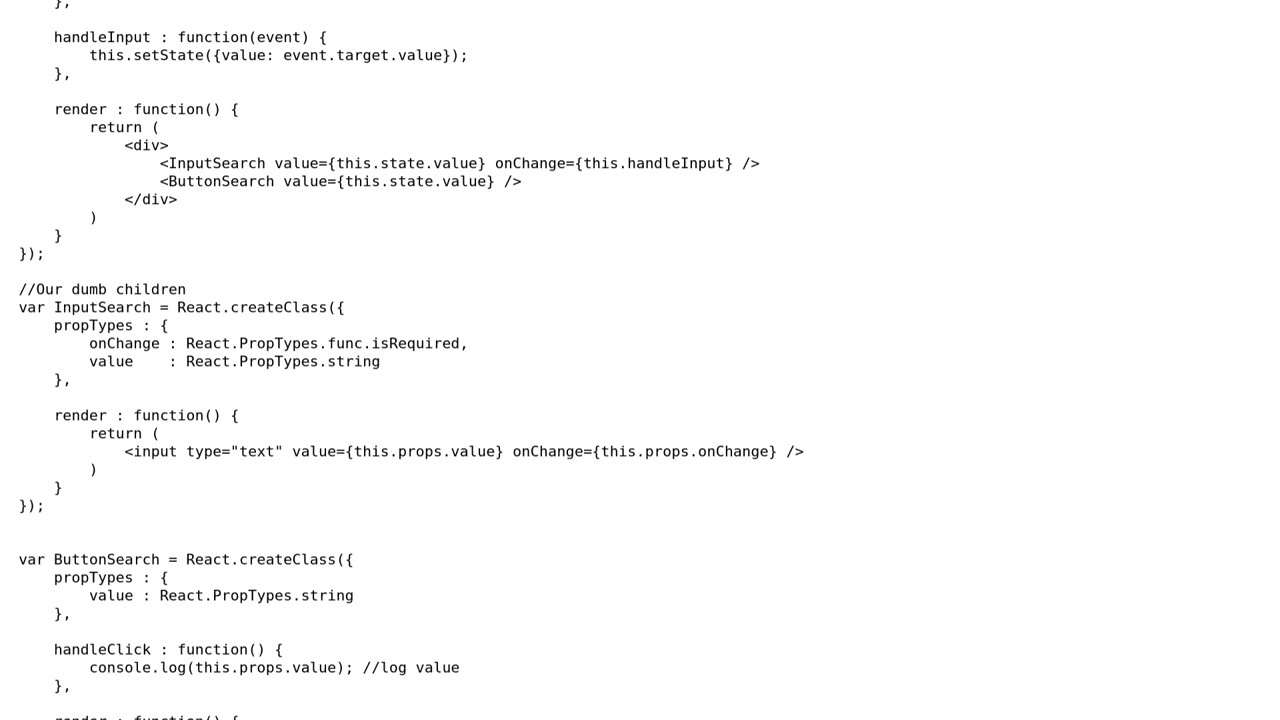 },

    handleInput : function(event) {
        this.setState({value: event.target.value});
    },

    render : function() {
        return (
            <div>
                <InputSearch value={this.state.value} onChange={this.handleInput} />
                <ButtonSearch value={this.state.value} />
            </div>
        )
    }
});

//Our dumb children
var InputSearch = React.createClass({
    propTypes : {
        onChange : React.PropTypes.func.isRequired,
        value    : React.PropTypes.string
    },

    render : function() {
        return (
            <input type="text" value={this.props.value} onChange={this.props.onChange} />
        )
    }
});


var ButtonSearch = React.createClass({
    propTypes : {
        value : React.PropTypes.string
    },

    handleClick : function() {
        console.log(this.props.value); //log value
    },

    render : function() {